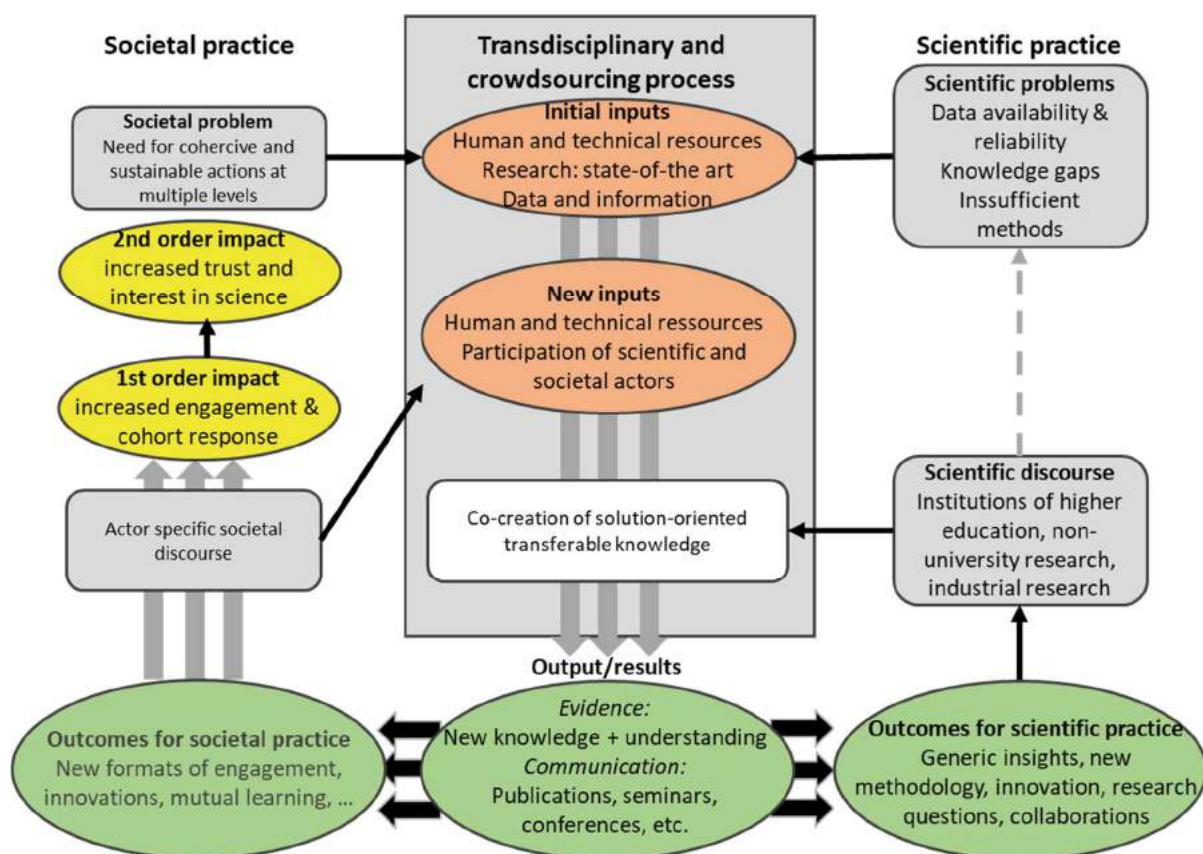 Societal practice
Societal problem
Need for cohercive and
sustainable actions at
multiple levels
2nd order impact
increased trust and
interest in science
1st order impact
increased engagement &
cohort response
Actor specific societal
discourse
Outcomes for societal practice
New formats of engagement,
innovations, mutual learning, ...
Transdisciplinary and
crowdsourcing process
Initial inputs
Human and technical resources
Research: state-of-the art
Data and information
New inputs
Human and technical ressources
Participation of scientific and
societal actors
Co-creation of solution-oriented
transferable knowledge
Output/results
Evidence:
New knowledge + understanding
Communication:
Publications, seminars,
conferences, etc.
Scientific practice
Scientific problems
Data availability &
reliability
Knowledge gaps
Inssufficient
methods
Scientific discourse
Institutions of higher
education, non-
university research,
industrial research
Outcomes for scientific practice
Generic insights, new
methodology, innovation, research
questions, collaborations